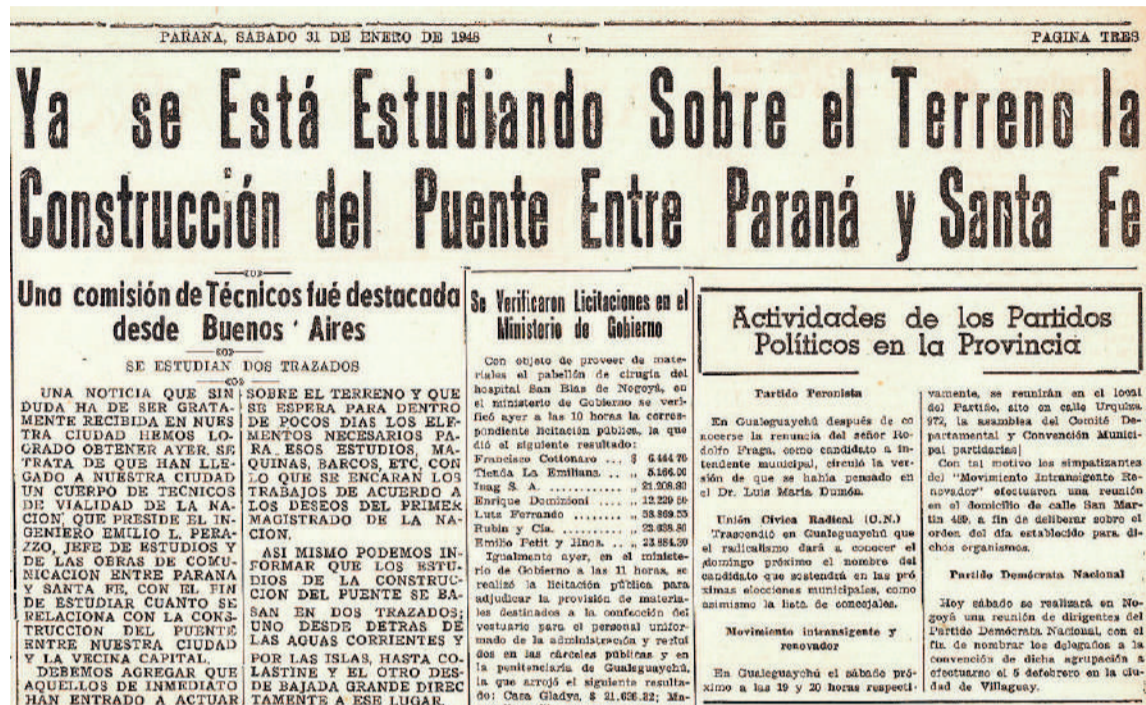 PARANA, SABADO 31 DE ENERO DE 1948
PAGINA TRES
Ya se Está Estudiando Sobre el Terreno la
Construcción del Puente Entre Paraná y Santa Fe
Una comisión de Técnicos fué destacada
desde Buenos Aires
SE ESTUDIAN DOS TRAZADOS
UNA NOTICIA QUE SIN
DUDA HA DE SER GRATA-
MENTE RECIBIDA EN NUES
TRA CIUDAD HEMOS LO-
GRADO OBTENER AYER. SE
TRATA DE QUE HAN LLE-
GADO A NUESTRA CIUDAD
UN CUERPO DE TECNICOS
DE VIALIDAD DE LA NA-
CION, QUE PRESIDE EL IN-
GENIERO EMILIO L. PERA-
ZZO, JEFE DE ESTUDIOS Y
DE LAS OBRAS DE COMU-
NICACION ENTRE PARANA
Y SANTA FE, CON EL FIN
DE ESTUDIAR CUANTO SE
RELACIONA CON LA CONS-
TRUCCION DEL PUENTE
ENTRE NUESTRA CIUDAD
Y LA VECINA CAPITAL.
DEBEMOS AGREGAR QUE
AQUELLOS DE INMEDIATO
HAN ENTRADO A ACTUAR
SOBRE EL TERRENO Y QUE
SE ESPERA PARA DENTRO
DE POCOS DIAS LOS ELE-
MENTOS NECESARIOS PA-
RA ESOS ESTUDIOS, MA-
QUINAS, BARCOS, ETC, CON
LO QUE SE ENCARAN LOS
TRABAJOS DE ACUERDO A
LOS DESEOS DEL PRIMER
MAGISTRADO DE LA NA-
CION.
ASI MISMO PODEMOS IN-
FORMAR QUE LOS ESTU-
DIOS DE LA CONSTRUC-
CION DEL PUENTE SE BA-
SAN EN DOS TRAZADOS;
UNO DESDE DETRAS DE
LAS AGUAS CORRIENTES Y
POR LAS ISLAS, HASTA CO-
LASTINE Y EL OTRO DES-
DE BAJADA GRANDE DIREC
TAMENTE A ESE LUGAR.
Se Verificaron Licitaciones en el
Ministerio de Gobierno
Con objeto de proveer de mate-
riales al pabellón de cirugía del
hospital San Blas de Nogoyá, en
el ministerio de Gobierno se veri-
ficó ayer a las 10 horas la corres-
pondiente licitación pública, la que
dió el siguiente resultado:
Francisco Cottonaro ... $
Tienda La Emiliana. .. „ 5.166.00
Inag S. A. ........ „
Enrique Dominioni ... „
Lutz Ferrando ....... „
Rubin y Cía. ....... „
Emilio Petit y Hnos. .. „
Igualmente ayer, en el ministe-
rio de Gobierno a las 11 horas, se
realizó la licitación pública para
adjudicar la provisión de materia-
les destinados a la confección del
vestuario para el personal unifor-
mado de la administración y
dos en las cárceles públicas y en
la penitenciaría de Gualeguaychú,
la que arrojó el siguiente resulta-
do: Casa Gladys, $ Ma-
Actividades de los Partidos
Políticos en la Provincia
Partido Peronista
En Gualeguaychú después de co
nocerse la renuncia del señor Ro-
dolfo Fraga, como candidato a in-
tendente municipal, circuló la ver-
sión de que se había pensado en
el Dr. Luis María Dumón.
Unión Cívica Radical (C.N.)
Trascendió en Gualeguaychú que
el radicalismo dará a conocer el
domingo próximo el nombre del
candidato que sostendrá en las pró
ximas elecciones municipales, como
asimismo la lista de concejales.
Movimiento intransigente y
renovador
En Gualeguaychú el sábado pró-
ximo a las 19 y 20 horas respecti-
vamente, se reunirán en el local
del Partido, sito en calle Urquiza
972, la asamblea del Comité De-
partamental y Convención Munici-
pal partidarias
Con tal motivo los simpatizantes
del "Movimiento Intransigente Re-
novador" efectuaron una reunión
en el domicilio de calle San Mar-
tín 489, a fin de deliberar sobre el
orden del día establecido para di-
chos organismos.
Partido Demócrata Nacional
Hoy sábado se realizará en No-
goyá una reunión de dirigentes del
Partido Demócrata Nacional, con el
fin de nombrar los delegados a la
convención de dicha agrupación a
efectuarse el 5 defebrero en la ciu-
dad de Villaguay.